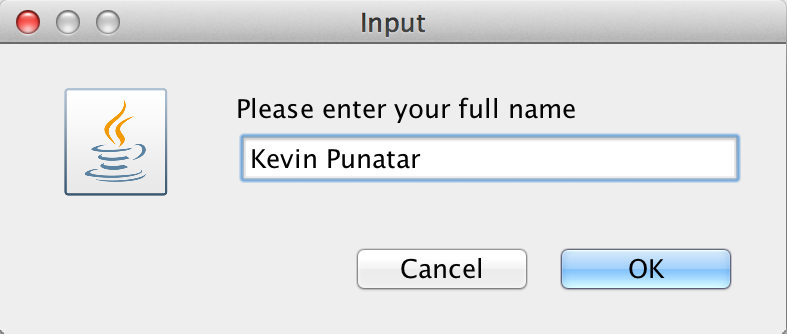 Input
Please enter your full name
Kevin Punatar
Cancel OK